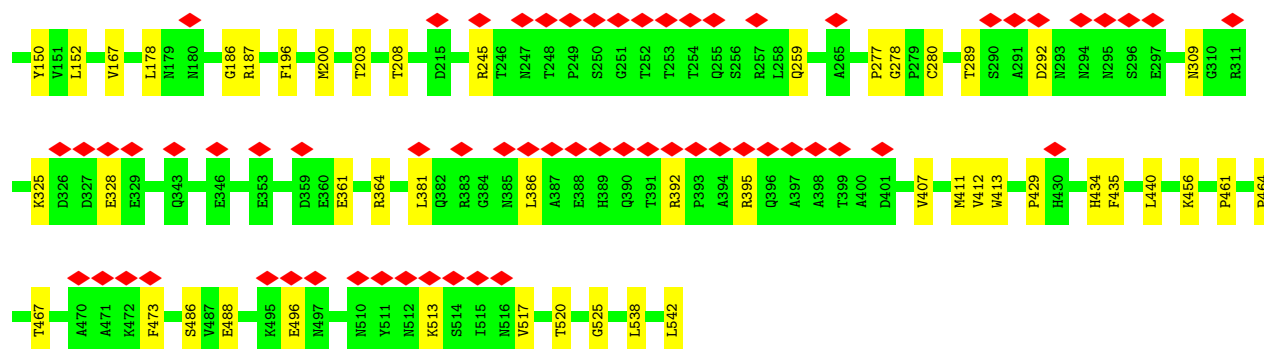 Y150 V151 L152 V167 L178 N179 N180 G186 R187 F196 M200 T203 T208 D215 R245 T246 N247 T248 P249 S250 G251 T252 T253 T254 Q255 S256 R257 L258 Q259 A265 P277 G278 P279 C280 T289 S290 A291 D292 N293 N294 N295 S296 E297 N309 G310 R311
K325 D326 D327 E328 E329 Q343 E346 E353 D359 E360 E361 R364 L381 Q382 R383 G384 N385 L386 A387 E388 H389 Q390 T391 R392 P393 A394 R395 Q396 A397 A398 T399 A400 D401 V407 M411 V412 W413 P429 H430 H434 F435 L440 K456 P461 P464
T467 A470 A471 K472 F473 S486 V487 E488 K495 E496 N497 N510 Y511 N512 K513 S514 I515 N516 V517 T520 G525 L538 L542